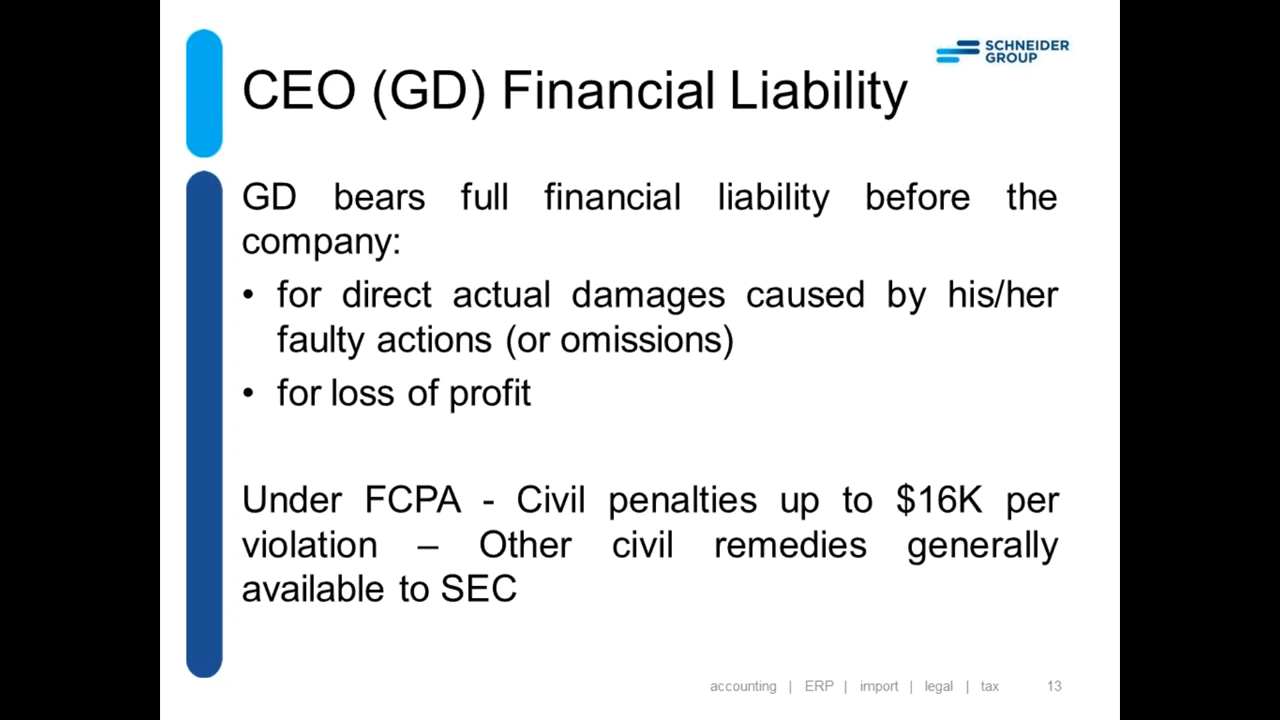 SCHNEIDER
GROUP
CEO (GD) Financial Liability
GD bears full financial liability before the
company:
• for direct actual damages caused by his/her
faulty actions (or omissions)
• for loss of profit
Under FCPA - Civil penalties up to $16K per
violation – Other civil remedies generally
available to SEC
accounting | ERP | import | legal | tax 13